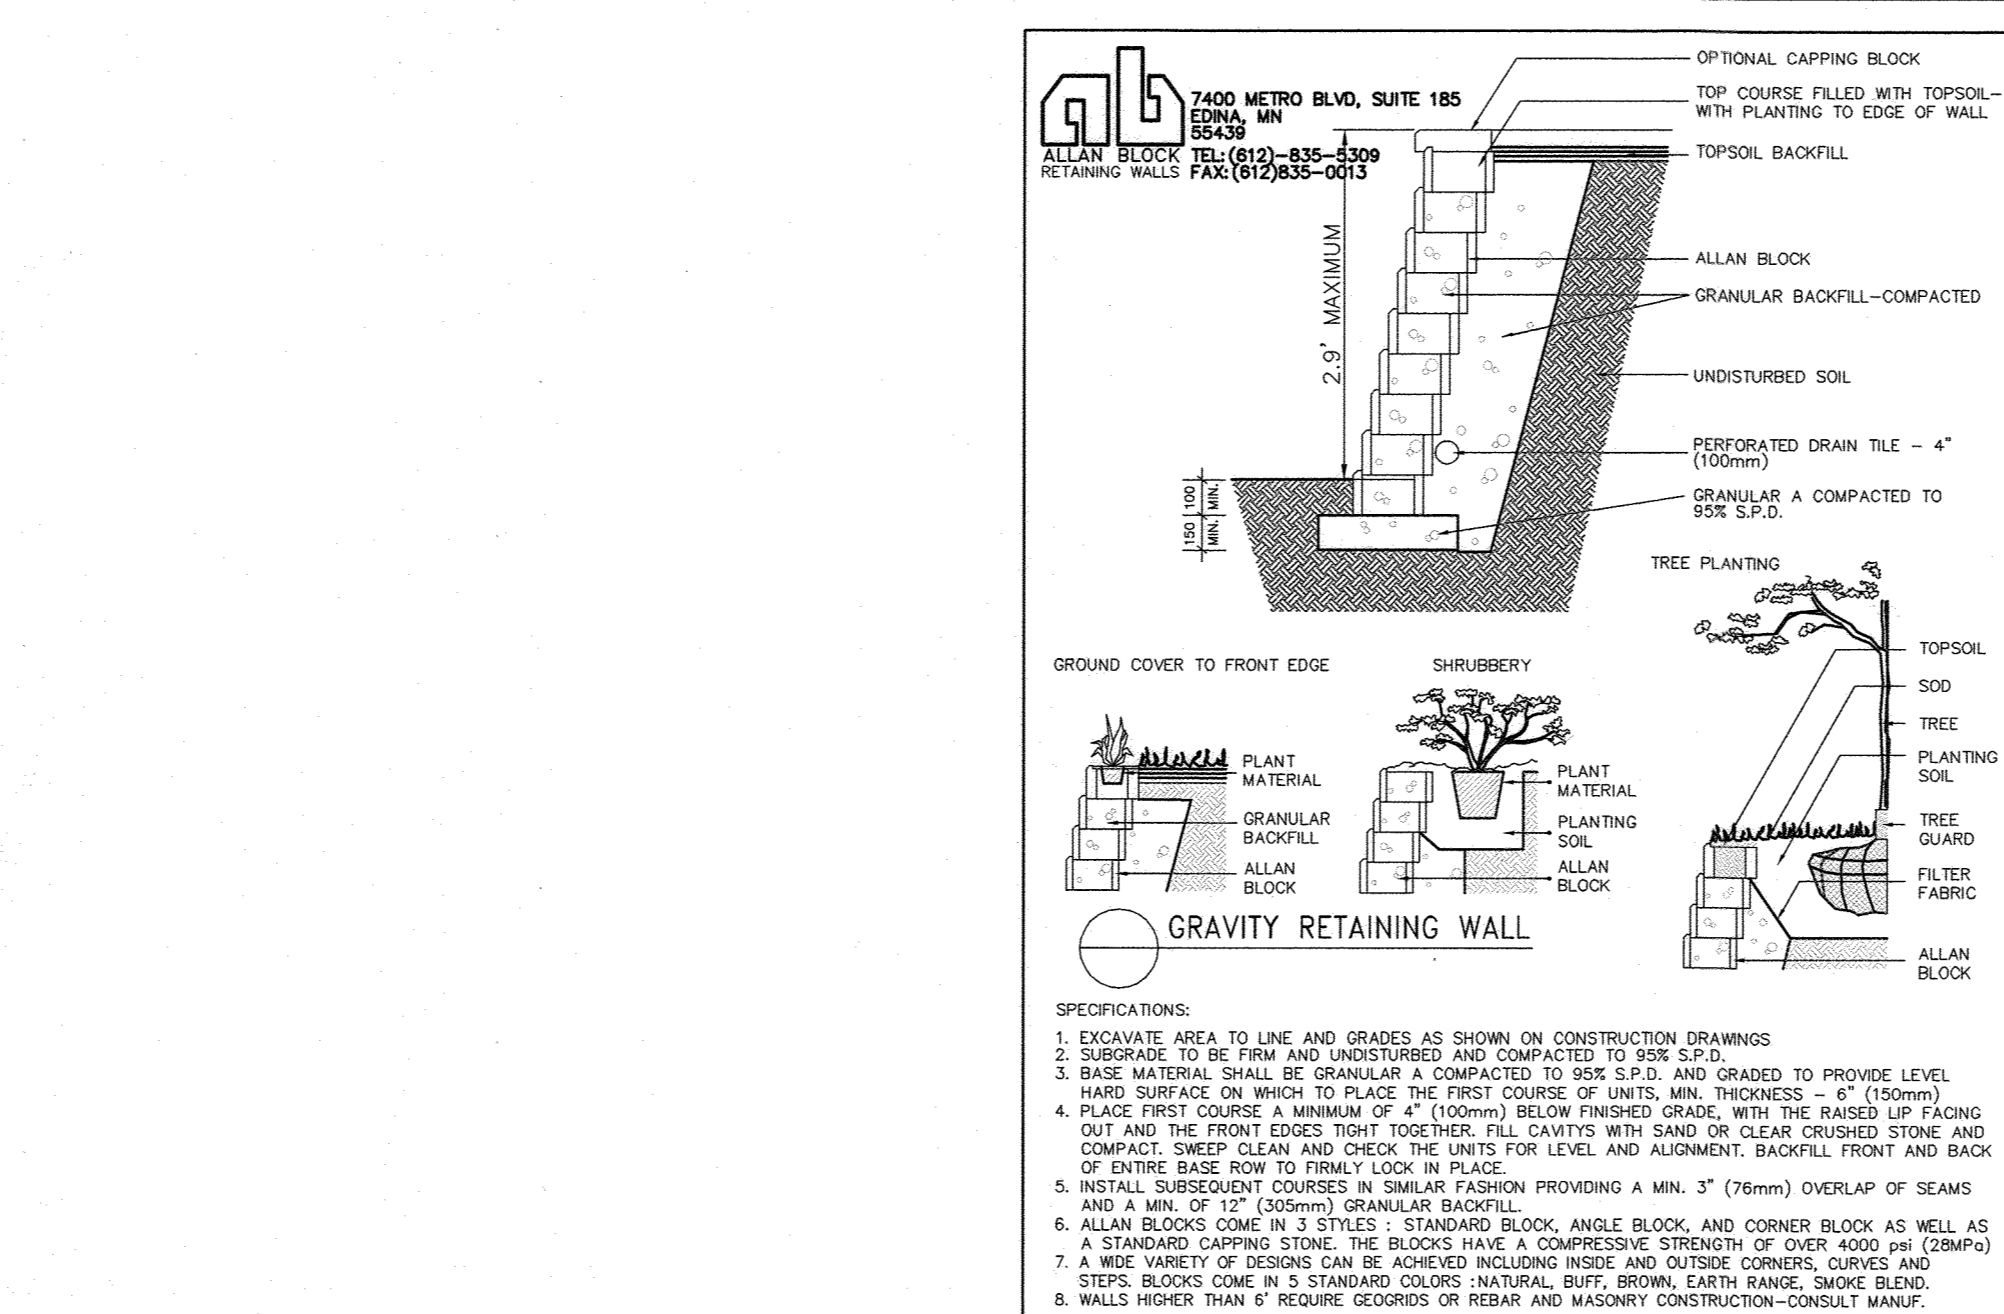 OPTIONAL CAPPING BLOCK
TOP COURSE FILLED WITH TOPSOIL-
WITH PLANTING TO EDGE OF WALL
ab
7400 METRO BLVD, SUITE 185
EDINA, MN
55439
ALLAN BLOCK
RETAINING WALLS
TEL:(612)-835-5309
FAX:(612)835-0013
TOPSOIL BACKFILL
2.9' MAXIMUM
ALLAN BLOCK
GRANULAR BACKFILL-COMPACTED
UNDISTURBED SOIL
PERFORATED DRAIN TILE - 4"
(100mm)
GRANULAR A COMPACTED TO
95% S.P.D.
100 MIN.
150 MIN.
TREE PLANTING
GROUND COVER TO FRONT EDGE
SHRUBBERY
TOPSOIL
SOD
TREE
PLANTING
SOIL
TREE
GUARD
FILTER
FABRIC
ALLAN
BLOCK
PLANT
MATERIAL
GRANULAR
BACKFILL
ALLAN
BLOCK
PLANT
MATERIAL
PLANTING
SOIL
ALLAN
BLOCK
GRAVITY RETAINING WALL
SPECIFICATIONS:
1. EXCAVATE AREA TO LINE AND GRADES AS SHOWN ON CONSTRUCTION DRAWINGS
2. SUBGRADE TO BE FIRM AND UNDISTURBED AND COMPACTED TO 95% S.P.D.
3. BASE MATERIAL SHALL BE GRANULAR A COMPACTED TO 95% S.P.D. AND GRADED TO PROVIDE LEVEL
HARD SURFACE ON WHICH TO PLACE THE FIRST COURSE OF UNITS, MIN. THICKNESS - 6" (150mm)
4. PLACE FIRST COURSE A MINIMUM OF 4" (100mm) BELOW FINISHED GRADE, WITH THE RAISED LIP FACING
OUT AND THE FRONT EDGES TIGHT TOGETHER. FILL CAVITYS WITH SAND OR CLEAR CRUSHED STONE AND
COMPACT. SWEEP CLEAN AND CHECK THE UNITS FOR LEVEL AND ALIGNMENT. BACKFILL FRONT AND BACK
OF ENTIRE BASE ROW TO FIRMLY LOCK IN PLACE.
5. INSTALL SUBSEQUENT COURSES IN SIMILAR FASHION PROVIDING A MIN. 3" (76mm) OVERLAP OF SEAMS
AND A MIN. OF 12" (305mm) GRANULAR BACKFILL.
6. ALLAN BLOCKS COME IN 3 STYLES : STANDARD BLOCK, ANGLE BLOCK, AND CORNER BLOCK AS WELL AS
A STANDARD CAPPING STONE. THE BLOCKS HAVE A COMPRESSIVE STRENGTH OF OVER 4000 psi (28MPa)
7. A WIDE VARIETY OF DESIGNS CAN BE ACHIEVED INCLUDING INSIDE AND OUTSIDE CORNERS, CURVES AND
STEPS. BLOCKS COME IN 5 STANDARD COLORS :NATURAL, BUFF, BROWN, EARTH RANGE, SMOKE BLEND.
8. WALLS HIGHER THAN 6' REQUIRE GEOGRIDS OR REBAR AND MASONRY CONSTRUCTION-CONSULT MANUF.